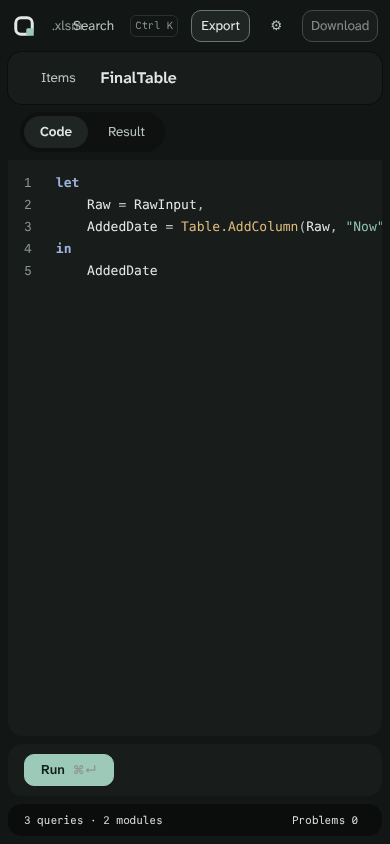 .xlsm Search Ctrl K Export Download
Items FinalTable
Code Result
1 let
2 Raw = RawInput,
3 AddedDate = Table.AddColumn(Raw, "Now"
4 in
5 AddedDate
Run ⌘↵
3 queries · 2 modules Problems 0